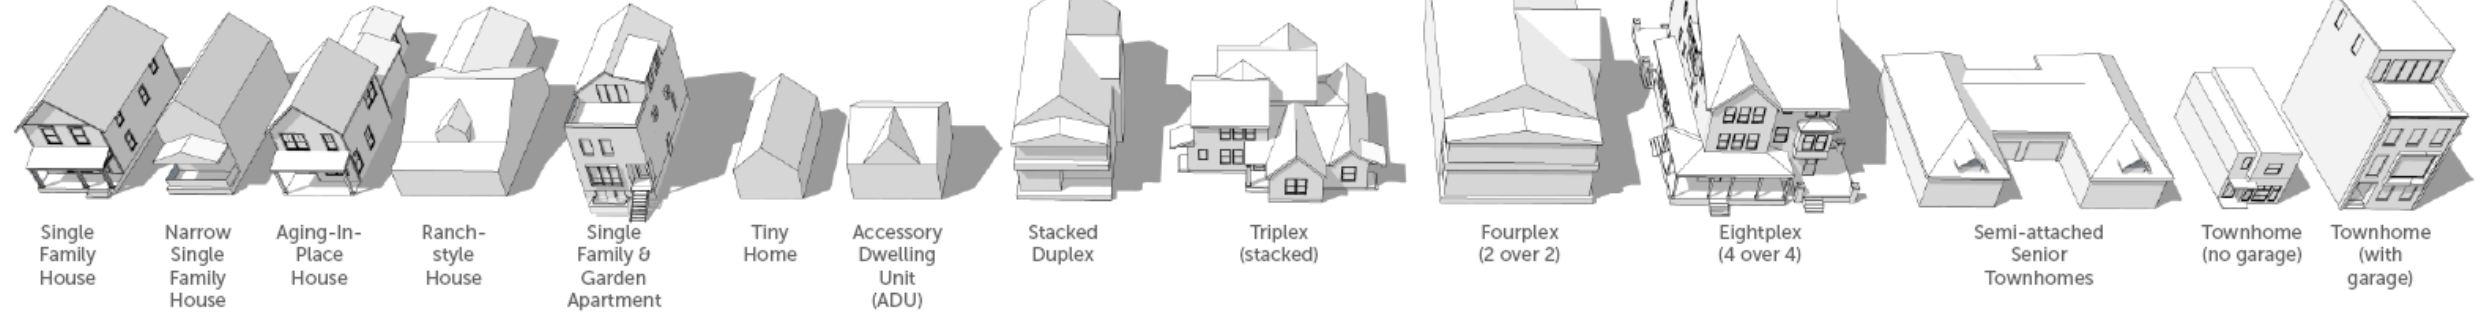 Single
Family
House
Narrow
Single
Family
House
Aging-In-
Place
House
Ranch-
style
House
Single
Family &
Garden
Apartment
Tiny
Home
Accessory
Dwelling
Unit
(ADU)
Stacked
Duplex
Triplex
(stacked)
Fourplex
(2 over 2)
Eightplex
(4 over 4)
Semi-attached
Senior
Townhomes
Townhome
(no garage)
Townhome
(with
garage)